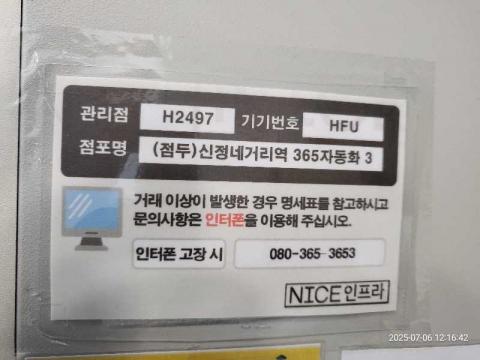 관리점 H2497 기기번호 HFU
점포명 (점두)신정네거리역 365자동화 3
거래 이상이 발생한 경우 명세표를 참고하시고
문의사항은 인터폰을 이용해 주십시오.
인터폰 고장 시 080-365-3653
NICE인프라
2025-07-06 12:16:42